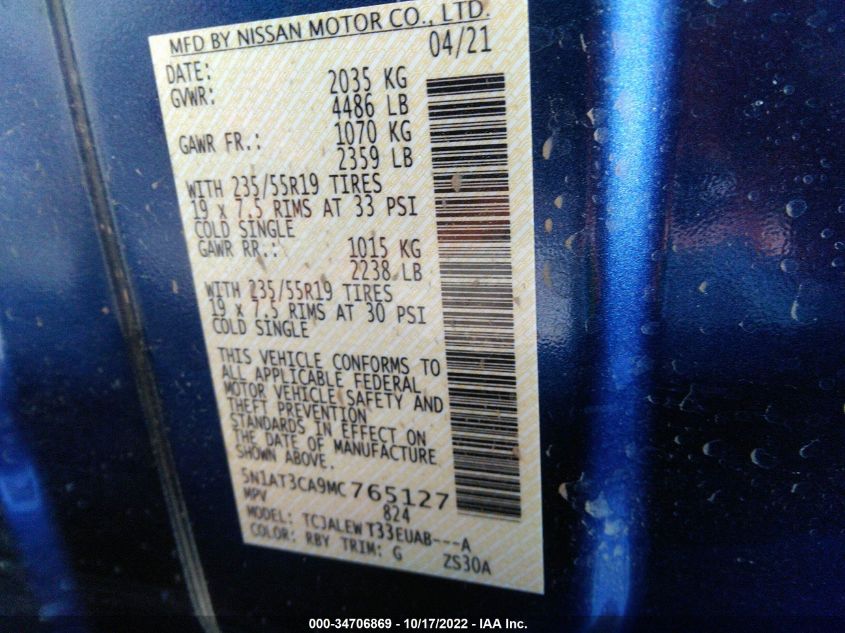 MFD BY NISSAN MOTOR CO., LTD.
DATE: 04/21
GVWR: 2035 KG
4486 LB
GAWR FR.: 1070 KG
2359 LB
WITH 235/55R19 TIRES
19 x 7.5 RIMS AT 33 PSI
COLD SINGLE
GAWR RR.: 1015 KG
2238 LB
WITH 235/55R19 TIRES
19 x 7.5 RIMS AT 30 PSI
COLD SINGLE
THIS VEHICLE CONFORMS TO
ALL APPLICABLE FEDERAL
MOTOR VEHICLE SAFETY AND
THEFT PREVENTION
STANDARDS IN EFFECT ON
THE DATE OF MANUFACTURE
SHOWN ABOVE.
5N1AT3CA9MC765127
MPV 824
MODEL: TCJALEWT33EUAB---A
COLOR: RBY TRIM: G ZS30A
000-34706869 - 10/17/2022 - IAA Inc.